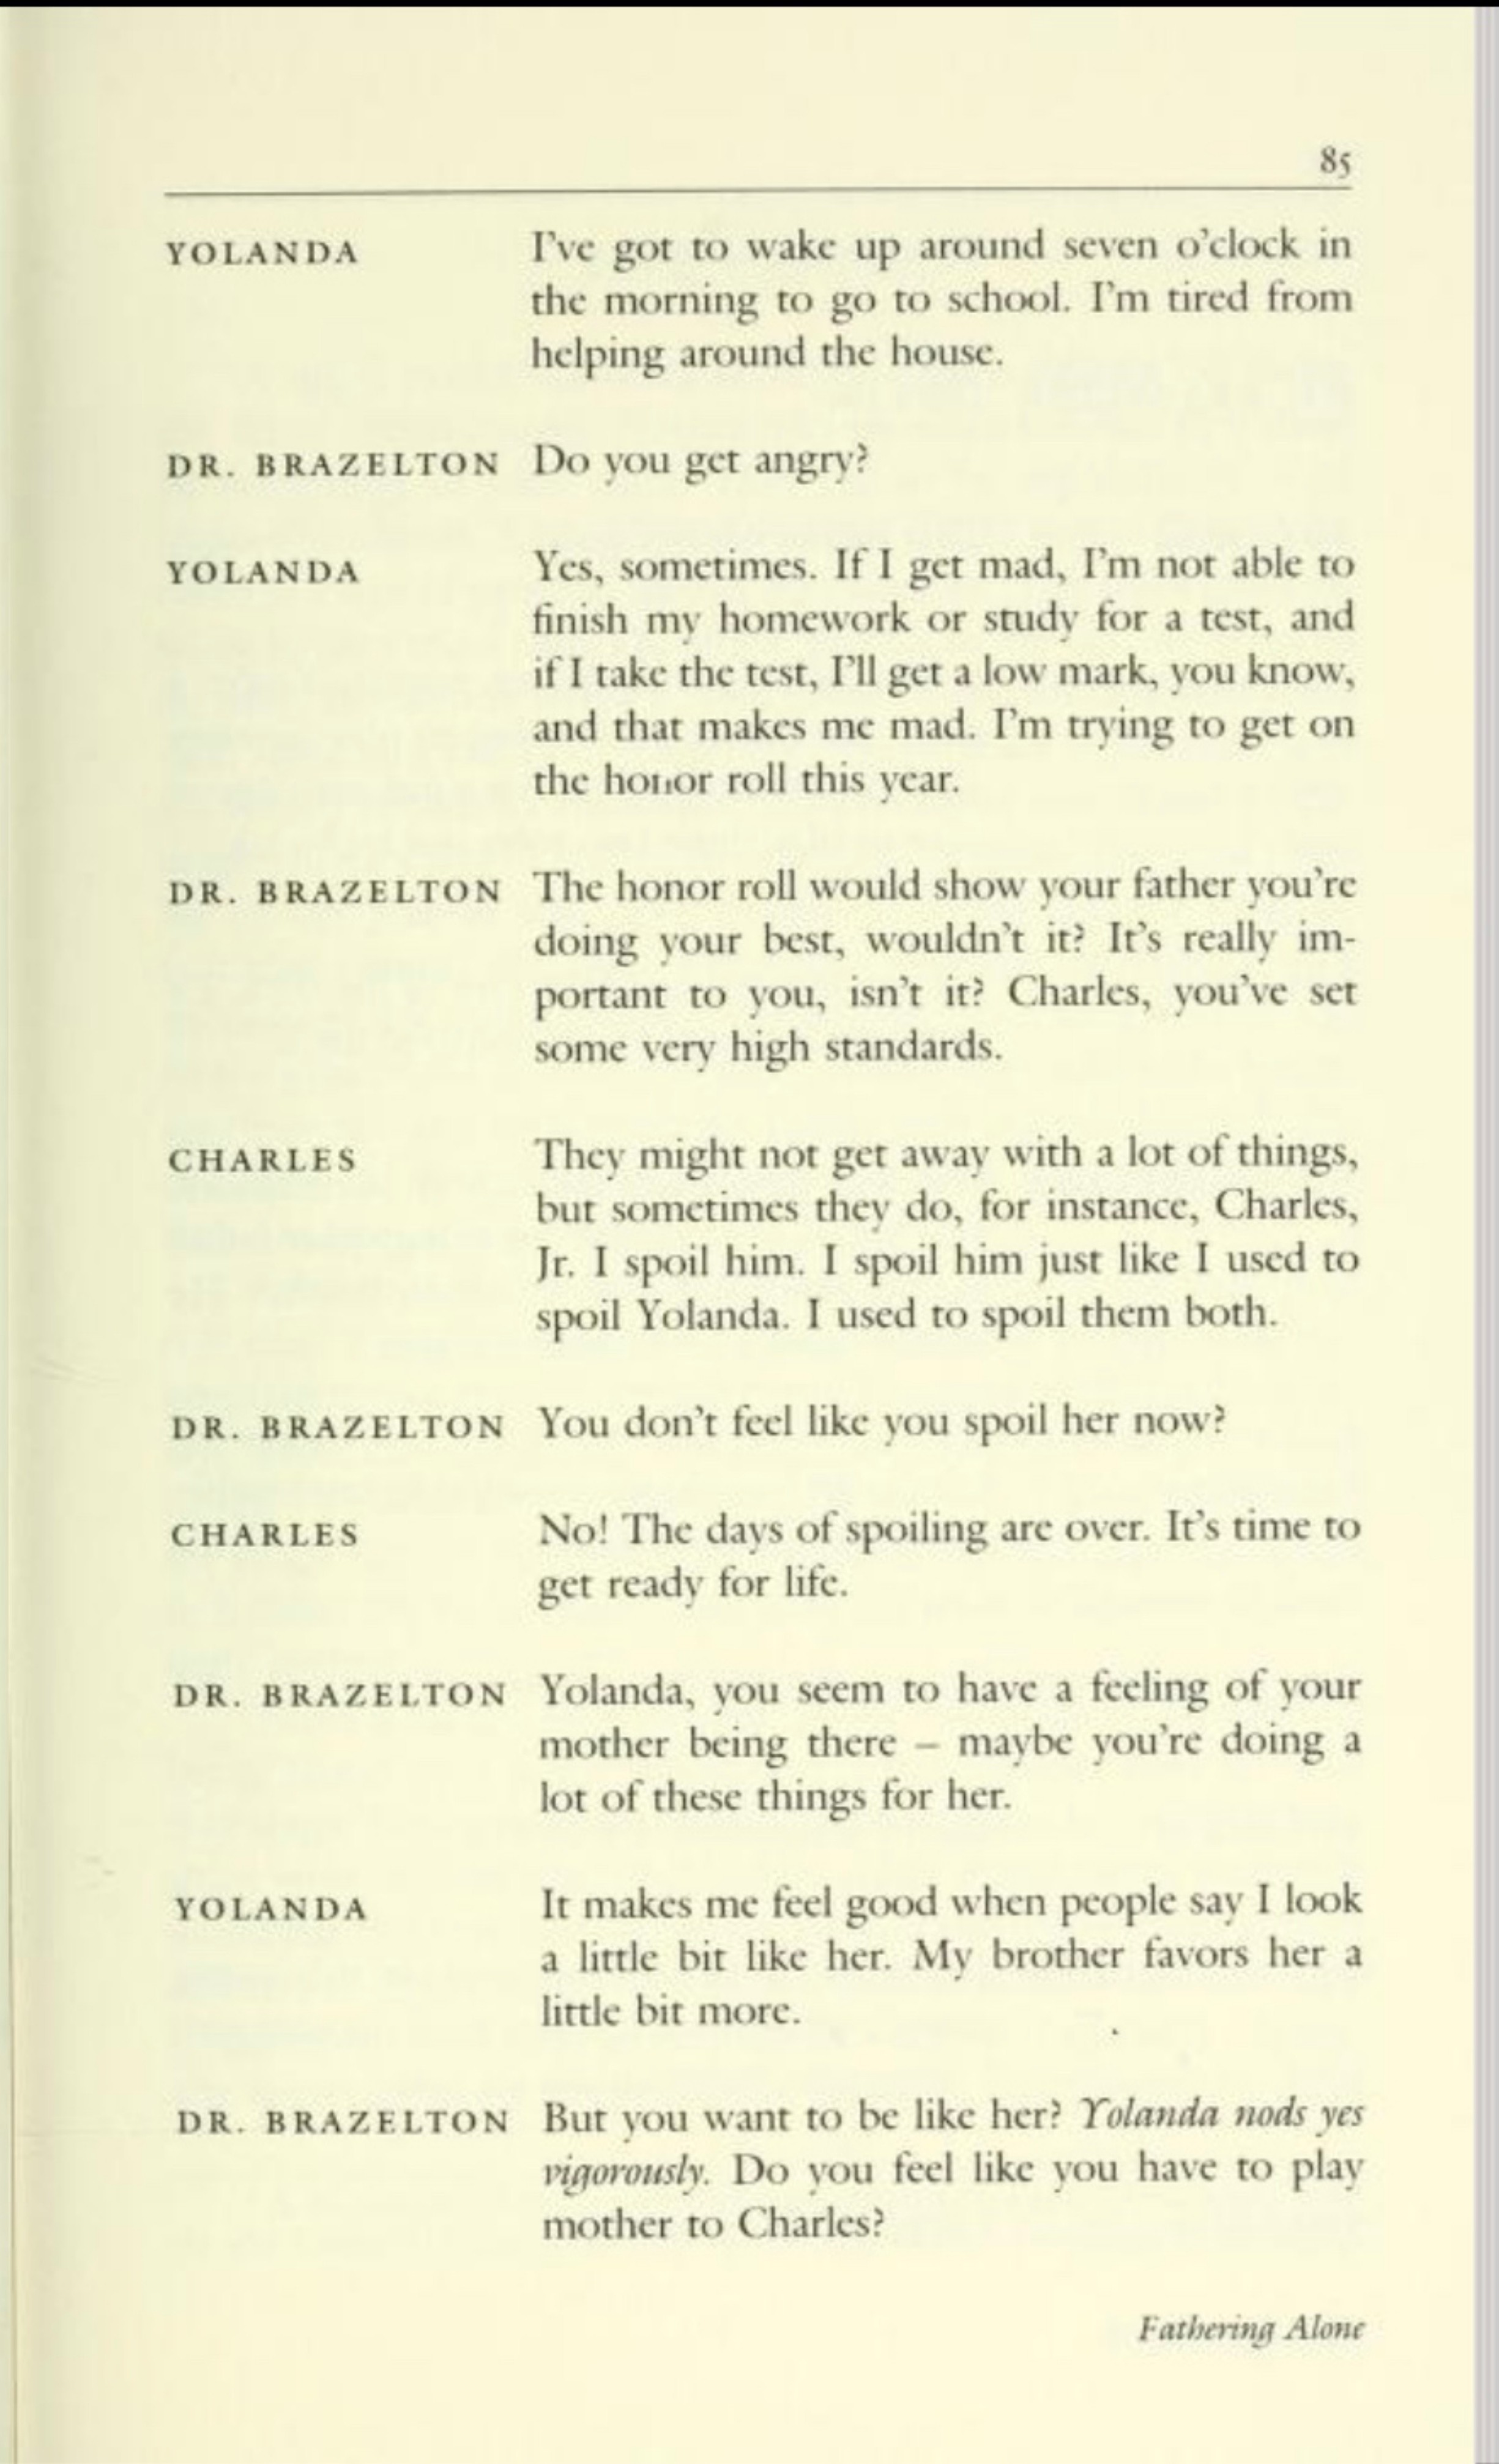 85
YOLANDA I've got to wake up around seven o'clock in
the morning to go to school. I'm tired from
helping around the house.
DR. BRAZELTON Do you get angry?
YOLANDA Yes, sometimes. If I get mad, I'm not able to
finish my homework or study for a test, and
if I take the test, I'll get a low mark, you know,
and that makes me mad. I'm trying to get on
the honor roll this year.
DR. BRAZELTON The honor roll would show your father you're
doing your best, wouldn't it? It's really im-
portant to you, isn't it? Charles, you've set
some very high standards.
CHARLES They might not get away with a lot of things,
but sometimes they do, for instance, Charles,
Jr. I spoil him. I spoil him just like I used to
spoil Yolanda. I used to spoil them both.
DR. BRAZELTON You don't feel like you spoil her now?
CHARLES No! The days of spoiling are over. It's time to
get ready for life.
DR. BRAZELTON Yolanda, you seem to have a feeling of your
mother being there – maybe you're doing a
lot of these things for her.
YOLANDA It makes me feel good when people say I look
a little bit like her. My brother favors her a
little bit more.
DR. BRAZELTON But you want to be like her? Yolanda nods yes
vigorously. Do you feel like you have to play
mother to Charles?
Fathering Alone